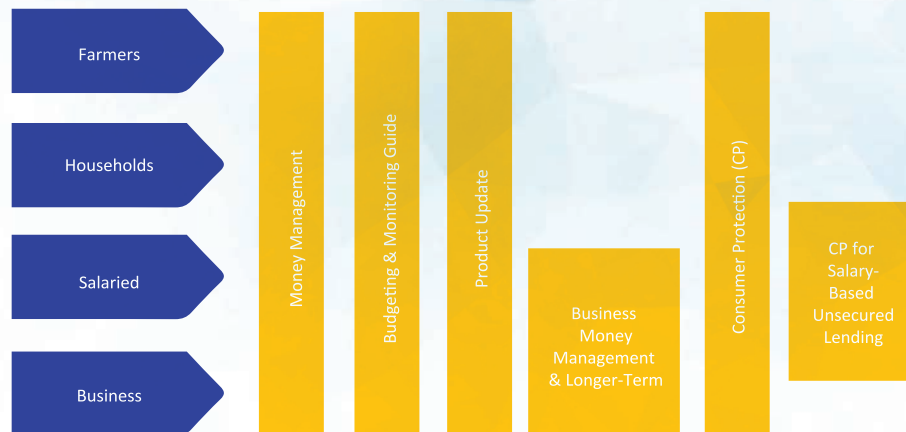 Farmers
Households
Salaried
Business
Money Management
Budgeting & Monitoring Guide
Product Update
Business
Money
Management
& Longer-Term
Consumer Protection (CP)
CP for
Salary-
Based
Unsecured
Lending